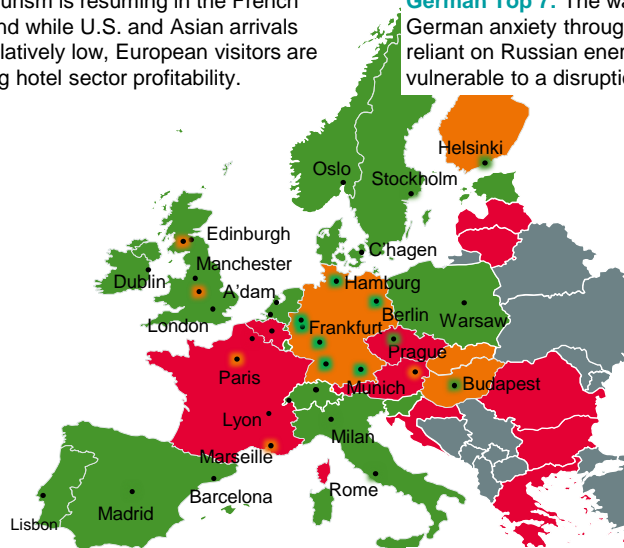 urism is resuming in the French
nd while U.S. and Asian arrivals
latively low, European visitors are
g hotel sector profitability.
German Top 7: The wa
German anxiety through
reliant on Russian ener
vulnerable to a disrupti
Helsinki
Oslo
Stockholm
Edinburgh
C'hagen
Manchester
Dublin
A'dam
Hamburg
Berlin
London
Frankfurt
Warsaw
Prague
Paris
Munich
Budapest
Lyon
Milan
Marseille
Rome
Barcelona
Madrid
Lisbon